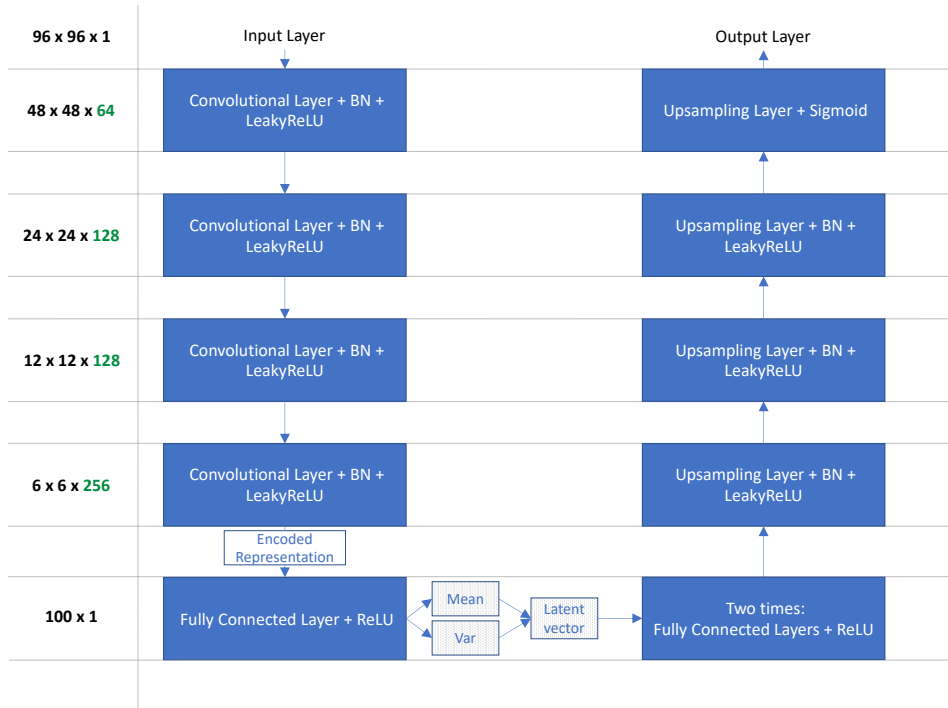 96 x 96 x 1
Input Layer
Output Layer
48 x 48 x 64
Convolutional Layer + BN +
LeakyReLU
Upsampling Layer + Sigmoid
24 x 24 x 128
Convolutional Layer + BN +
LeakyReLU
Upsampling Layer + BN +
LeakyReLU
12 x 12 x 128
Convolutional Layer + BN +
LeakyReLU
Upsampling Layer + BN +
LeakyReLU
6 x 6 x 256
Convolutional Layer + BN +
LeakyReLU
Upsampling Layer + BN +
LeakyReLU
Encoded
Representation
100 x 1
Fully Connected Layer + ReLU
Mean
Var
Latent
vector
Two times:
Fully Connected Layers + ReLU